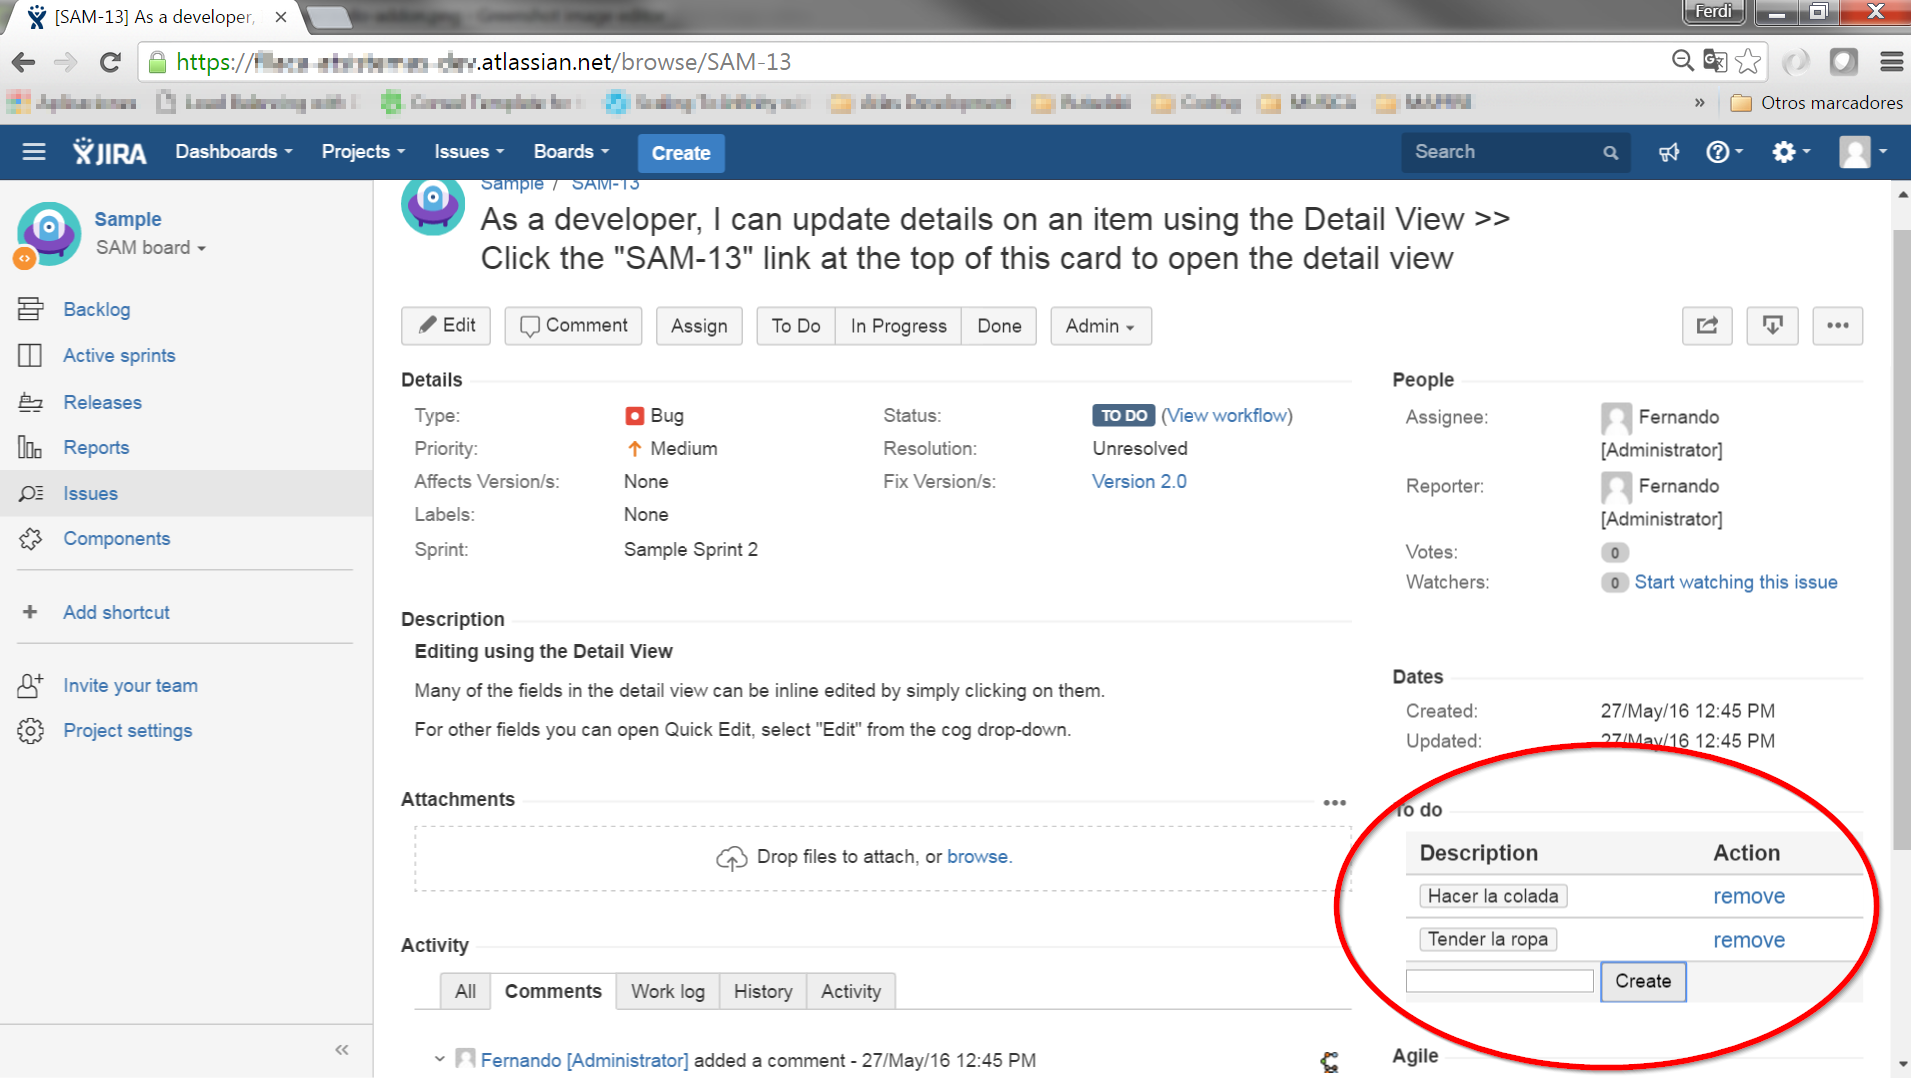 [SAM-13] As a developer,
Ferdi
https://
.atlassian.net/browse/SAM-13
» Otros marcadores
JIRA Dashboards Projects Issues Boards Create Search
Sample
SAM board
Backlog
Active sprints
Releases
Reports
Issues
Components
+ Add shortcut
Invite your team
Project settings
«
Sample / SAM-13
As a developer, I can update details on an item using the Detail View >>
Click the "SAM-13" link at the top of this card to open the detail view
Edit Comment Assign To Do In Progress Done Admin
Details
Type: Bug
Status: TO DO (View workflow)
Priority: Medium
Resolution: Unresolved
Affects Version/s: None
Fix Version/s: Version 2.0
Labels: None
Sprint: Sample Sprint 2
Description
Editing using the Detail View
Many of the fields in the detail view can be inline edited by simply clicking on them.
For other fields you can open Quick Edit, select "Edit" from the cog drop-down.
Attachments
Drop files to attach, or browse.
Activity
All Comments Work log History Activity
Fernando [Administrator] added a comment - 27/May/16 12:45 PM
People
Assignee: Fernando
[Administrator]
Reporter: Fernando
[Administrator]
Votes: 0
Watchers: 0 Start watching this issue
Dates
Created: 27/May/16 12:45 PM
Updated: 27/May/16 12:45 PM
To do
Description Action
Hacer la colada remove
Tender la ropa remove
Create
Agile